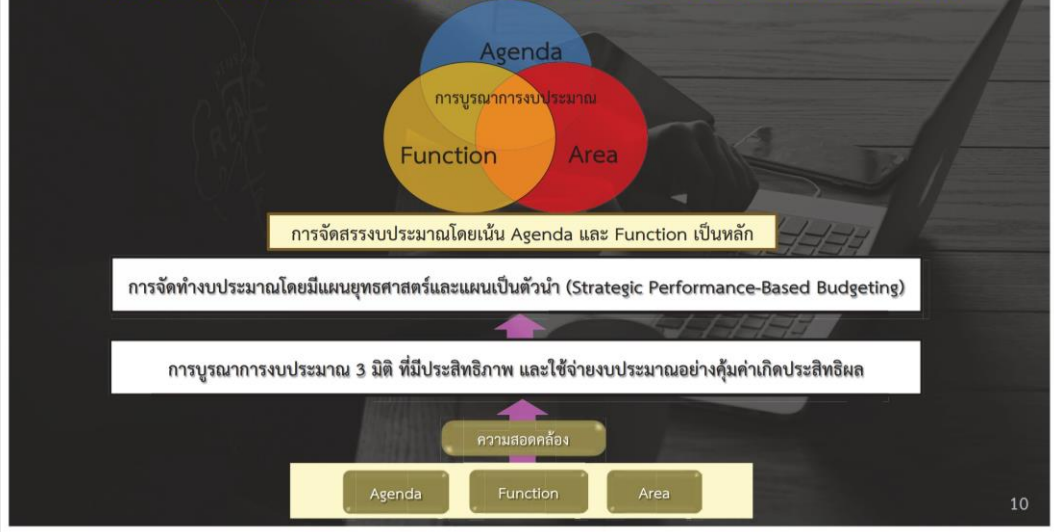 Agenda
การบูรณาการงบประมาณ
Function
Area
การจัดสรรงบประมาณโดยเน้น Agenda และ Function เป็นหลัก
การจัดทำงบประมาณโดยมีแผนยุทธศาสตร์และแผนเป็นตัวนำ (Strategic Performance-Based Budgeting)
การบูรณาการงบประมาณ 3 มิติ ที่มีประสิทธิภาพ และใช้จ่ายงบประมาณอย่างคุ้มค่าเกิดประสิทธิผล
ความสอดคล้อง
Agenda
Function
Area
10